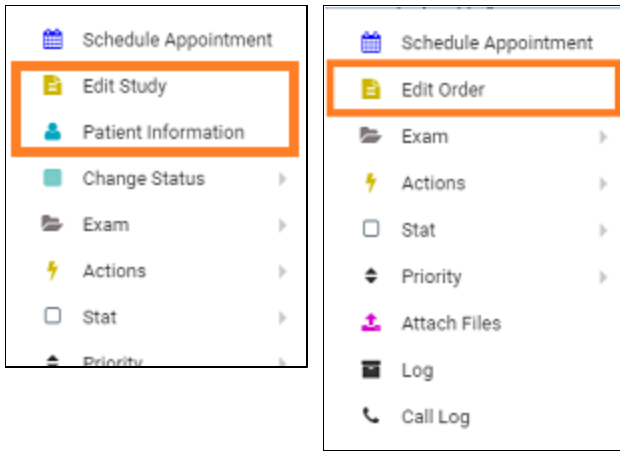 Schedule Appointment
Edit Study
Patient Information
Change Status
Exam
Actions
Stat
Priority
Schedule Appointment
Edit Order
Exam
Actions
Stat
Priority
Attach Files
Log
Call Log